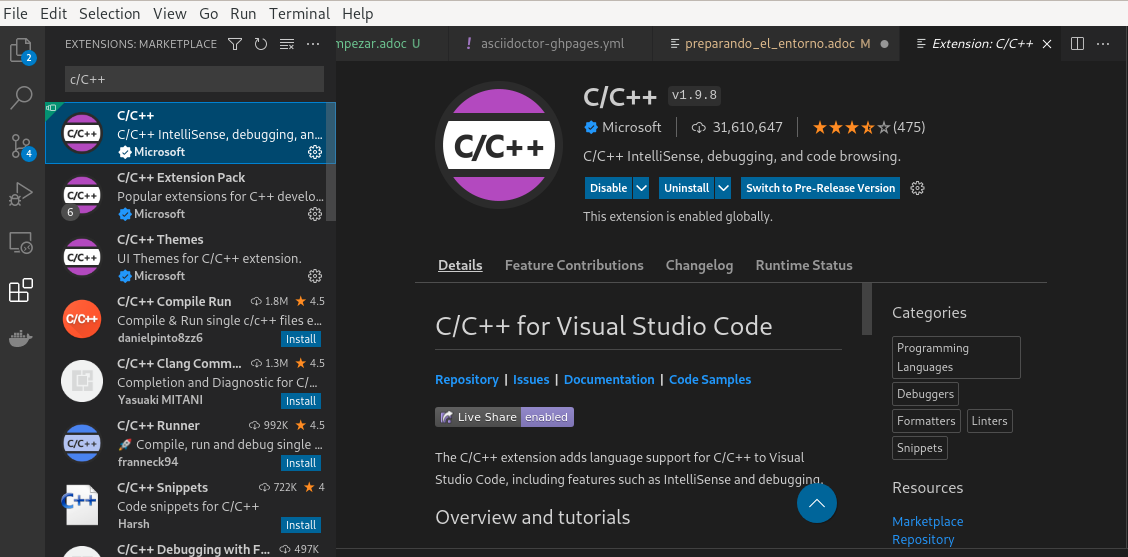 File Edit Selection View Go Run Terminal Help
EXTENSIONS: MARKETPLACE
mpezar.adoc U
! asciidoctor-ghpages.yml
preparando_el_entorno.adoc M
Extension: C/C++
2
4
c/C++
C/C++
C/C++
C/C++ IntelliSense, debugging, an...
Microsoft
C/C++
6
C/C++ Extension Pack
Popular extensions for C++ develo...
Microsoft
C/C++
C/C++ Themes
UI Themes for C/C++ extension.
Microsoft
C/C++
C/C++ Compile Run 1.8M 4.5
Compile & Run single c/c++ files e...
danielpinto8zz6 Install
C/C++ Clang Comm... 1.3M 4.5
Completion and Diagnostic for C/...
Yasuaki MITANI Install
C/C++
C/C++ Runner 992K 4.5
🚀 Compile, run and debug single ...
franneck94 Install
C++
C/C++ Snippets 722K 4
Code snippets for C/C++
Harsh Install
C/C++ Debugging with F... 497K
C/C++
C/C++ v1.9.8
Microsoft | 31,610,647 | (475)
C/C++ IntelliSense, debugging, and code browsing.
Disable Uninstall Switch to Pre-Release Version
This extension is enabled globally.
Details Feature Contributions Changelog Runtime Status
C/C++ for Visual Studio Code
Repository | Issues | Documentation | Code Samples
Live Share enabled
The C/C++ extension adds language support for C/C++ to Visual
Studio Code, including features such as IntelliSense and debugging.
Overview and tutorials
Categories
Programming
Languages
Debuggers
Formatters Linters
Snippets
Resources
Marketplace
Repository